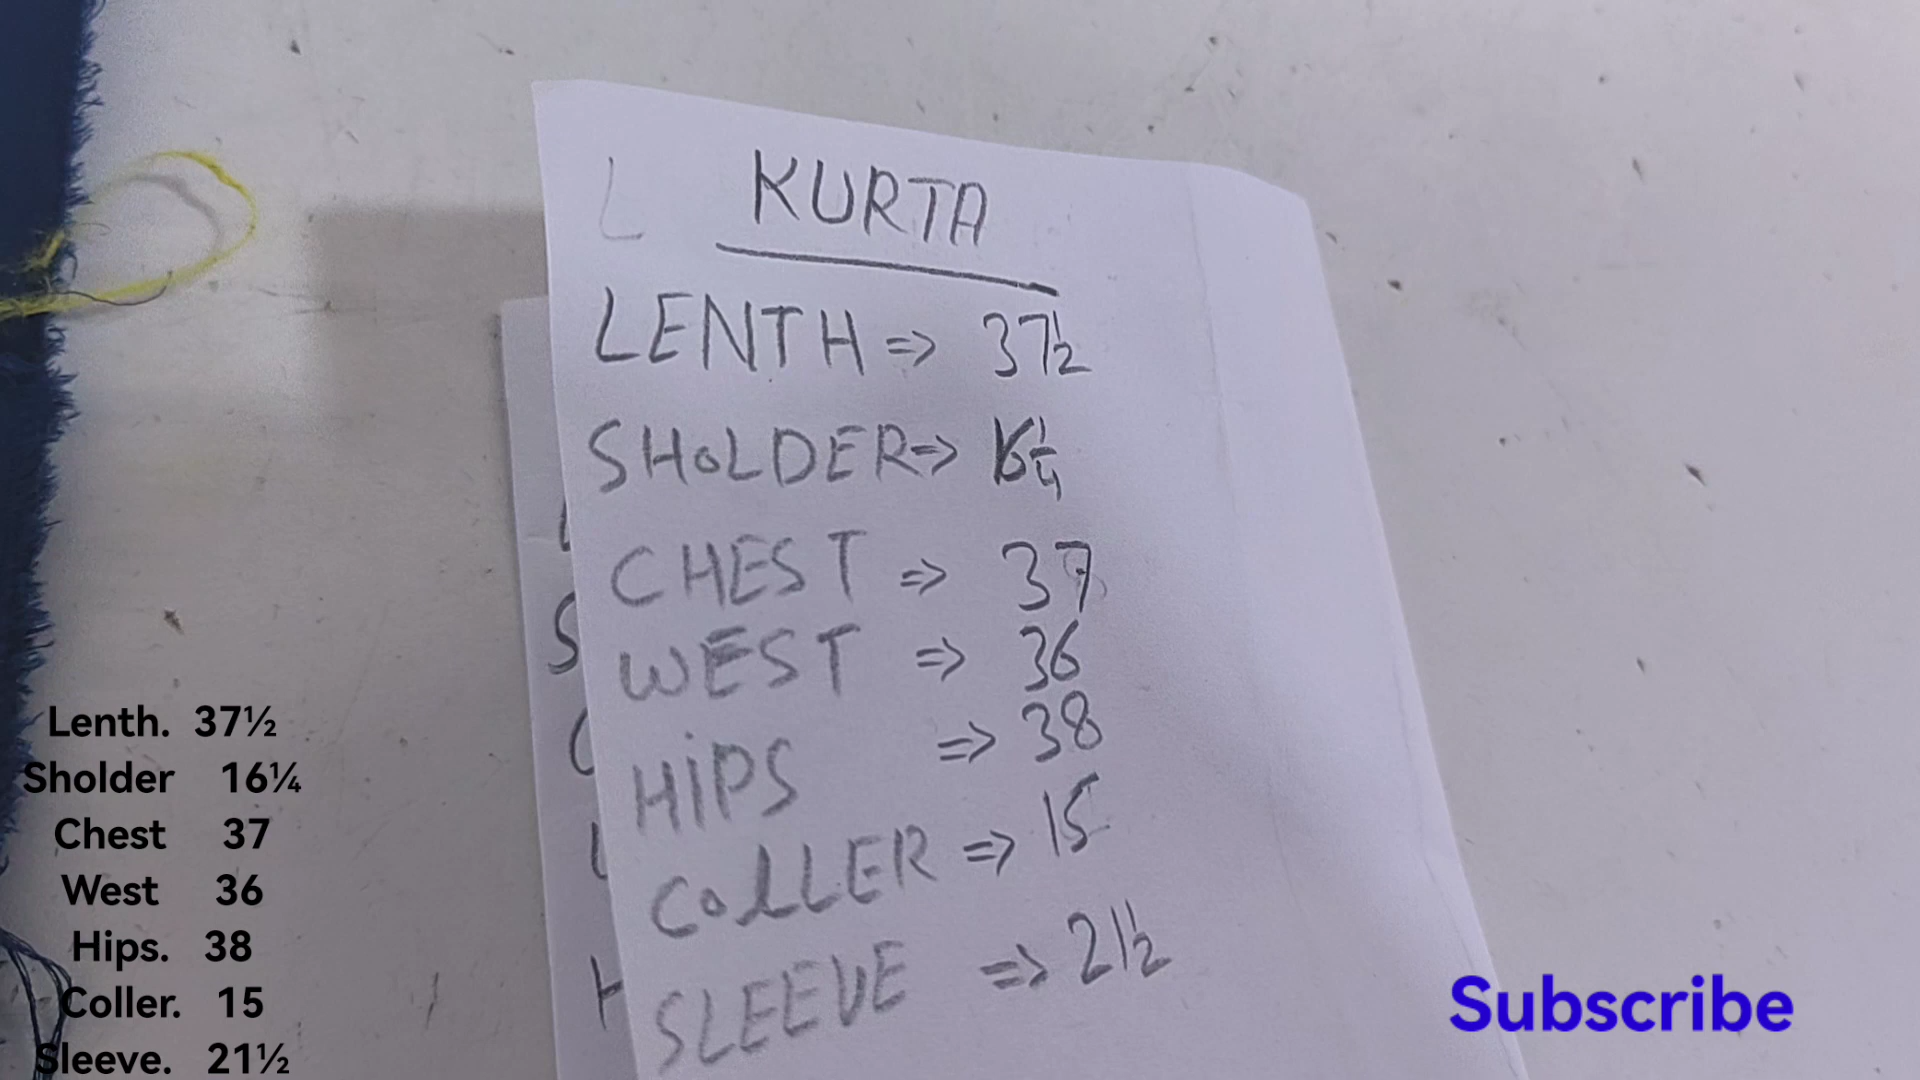 L KURTA
LENTH => 37½
SHOLDER => 16¼
CHEST => 37
WEST => 36
HIPS => 38
COLLER => 15
SLEEVE => 21½
Lenth. 37½
Sholder 16¼
Chest 37
West 36
Hips. 38
Coller. 15
Sleeve. 21½
Subscribe